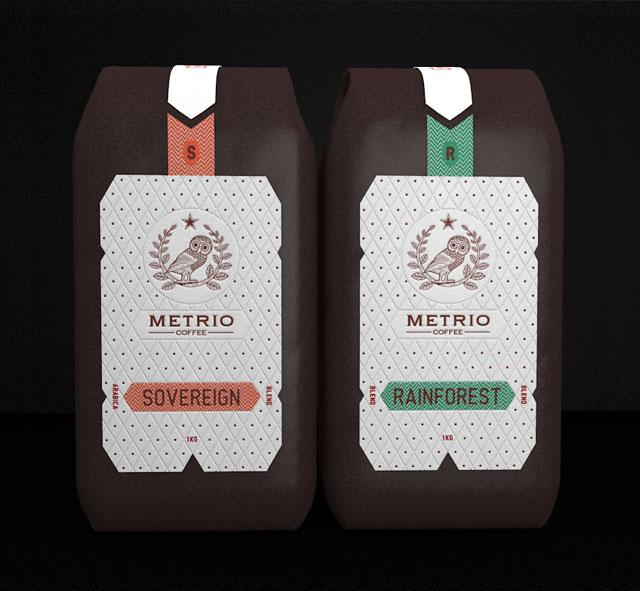 S
METRIO
COFFEE
ARABICA
SOVEREIGN
BLEND
1KG
R
METRIO
COFFEE
BLEND
RAINFOREST
BLEND
1KG